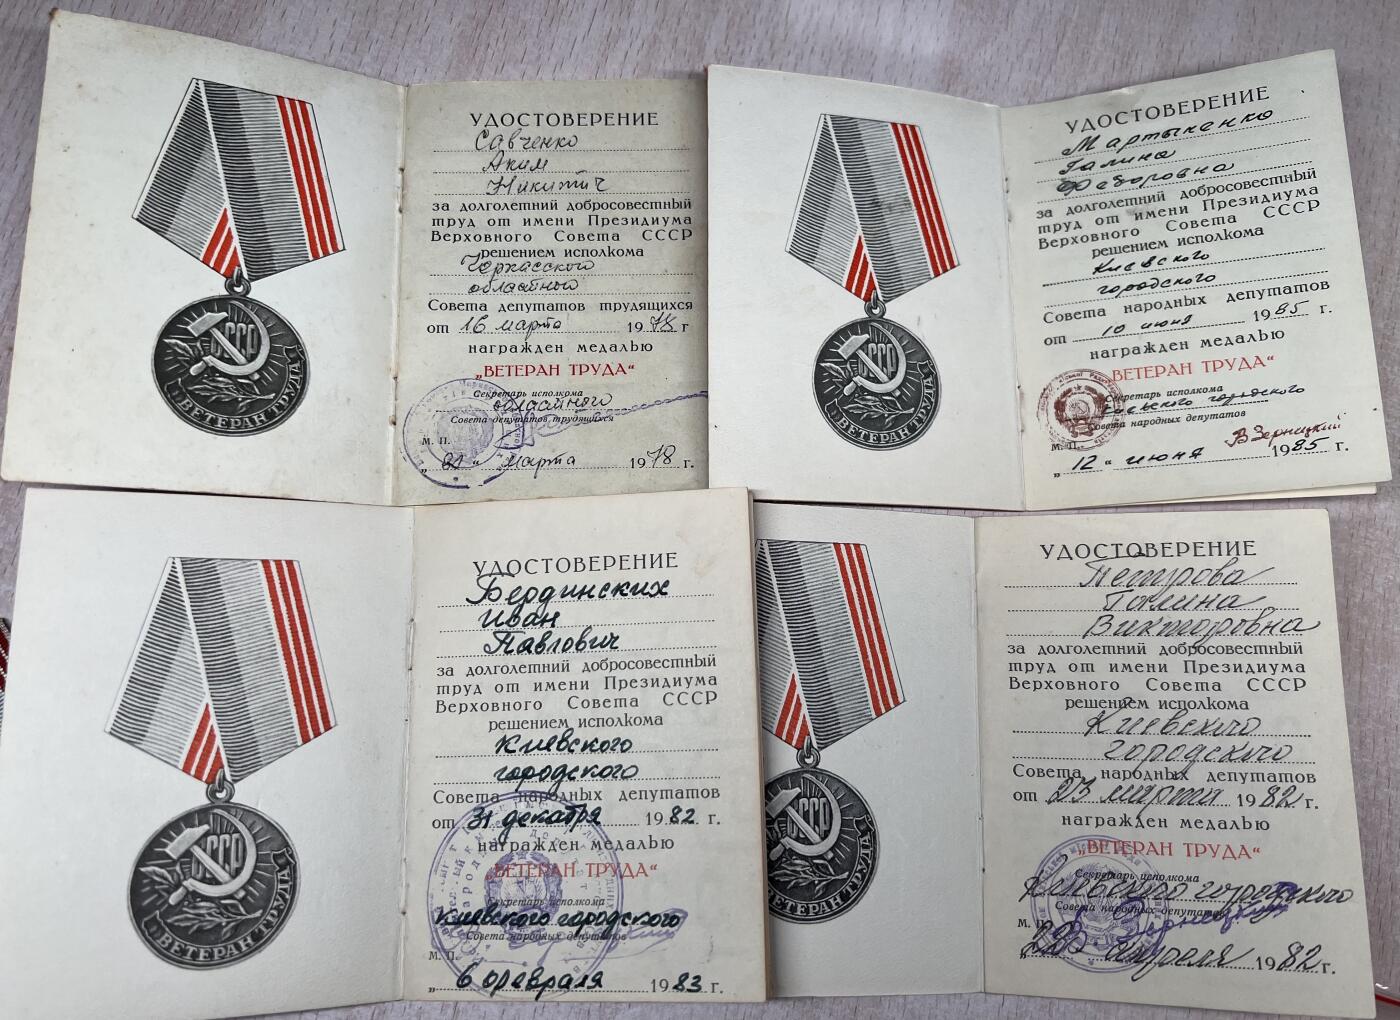 УДОСТОВЕРЕНИЕ
Савченко
Аким
Никитич
за долголетний добросовестный
труд от имени Президиума
Верховного Совета СССР
решением исполкома
Черкасской
областной
Совета депутатов трудящихся
от 16 марта 1978 г
награжден медалью
„ВЕТЕРАН ТРУДА“
Секретарь исполкома
областного
Совета депутатов трудящихся
М. П.
марта 1978 г.
СССР
ВЕТЕРАН ТРУДА
УДОСТОВЕРЕНИЕ
Мартыненко
Галина
Федоровна
за долголетний добросовестный
труд от имени Президиума
Верховного Совета СССР
решением исполкома
Киевского
городского
Совета народных депутатов
от 10 июня 1985 г.
награжден медалью
ВЕТЕРАН ТРУДА“
Секретарь исполкома
Киевского городского
Совета народных депутатов
М. П.
ВЗерницкий
„12“ июня 1985 г.
СССР
ВЕТЕРАН ТРУДА
УДОСТОВЕРЕНИЕ
Бердинских
Иван
Павлович
за долголетний добросовестный
труд от имени Президиума
Верховного Совета СССР
решением исполкома
Киевского
городского
Совета народных депутатов
от 31 декабря 1982 г.
награжден медалью
„ВЕТЕРАН ТРУДА“
Секретарь исполкома
Киевского городского
Совета народных депутатов
М. П.
„6 февраля 1983 г.
СССР
ВЕТЕРАН ТРУДА
УДОСТОВЕРЕНИЕ
Петрова
Галина
Викторовна
за долголетний добросовестный
труд от имени Президиума
Верховного Совета СССР
решением исполкома
Киевского
городского
Совета народных депутатов
от 23 марта 1982 г.
награжден медалью
„ВЕТЕРАН ТРУДА“
Секретарь исполкома
Киевского городского
Совета народных депутатов
М. П.
апреля 1982 г.
СССР
ВЕТЕРАН ТРУДА